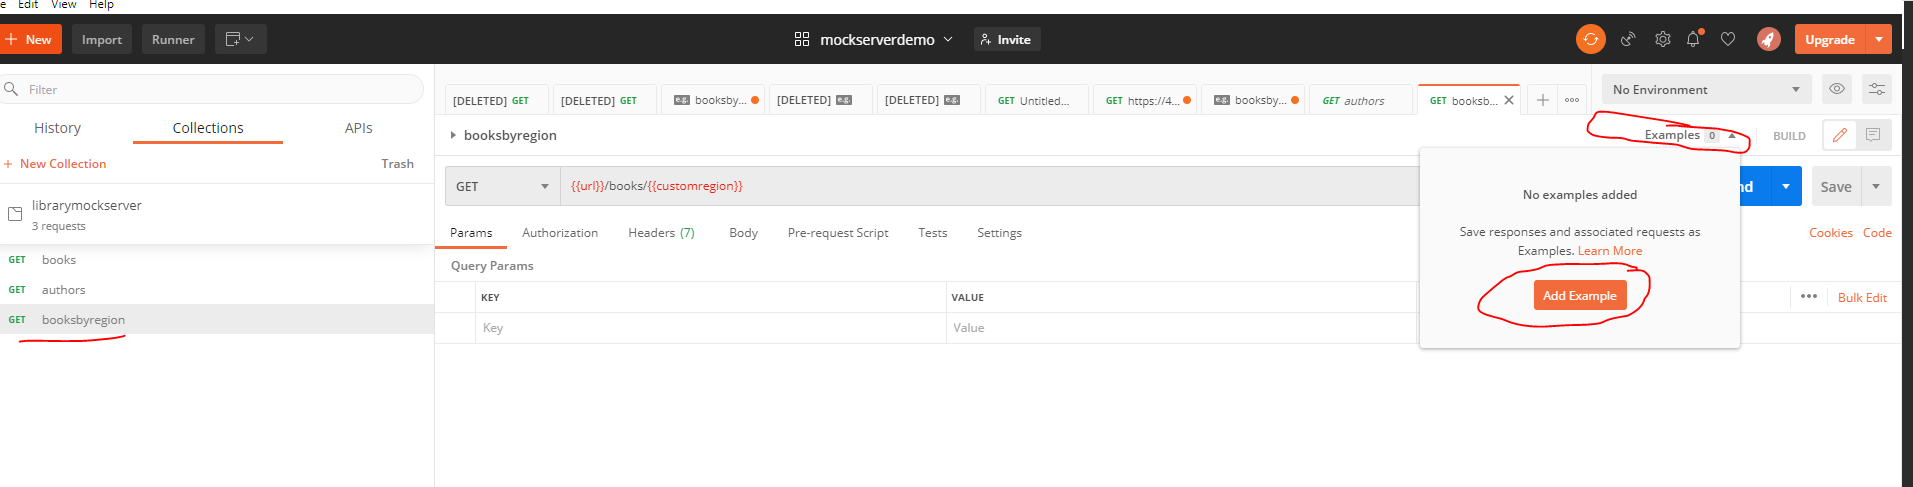 e Edit View Help
+ New Import Runner mockserverdemo Invite Upgrade
Filter
History Collections APIs
+ New Collection Trash
librarymockserver
3 requests
GET books
GET authors
GET booksbyregion
[DELETED] GET [DELETED] GET e.g. booksby... [DELETED] e.g. [DELETED] e.g. GET Untitled... GET https://4... e.g. booksby... GET authors GET booksb... No Environment
booksbyregion Examples 0 BUILD
GET {{url}}/books/{{customregion}} nd Save
No examples added
Save responses and associated requests as
Examples. Learn More
Add Example
Params Authorization Headers (7) Body Pre-request Script Tests Settings Cookies Code
Query Params
KEY VALUE Bulk Edit
Key Value